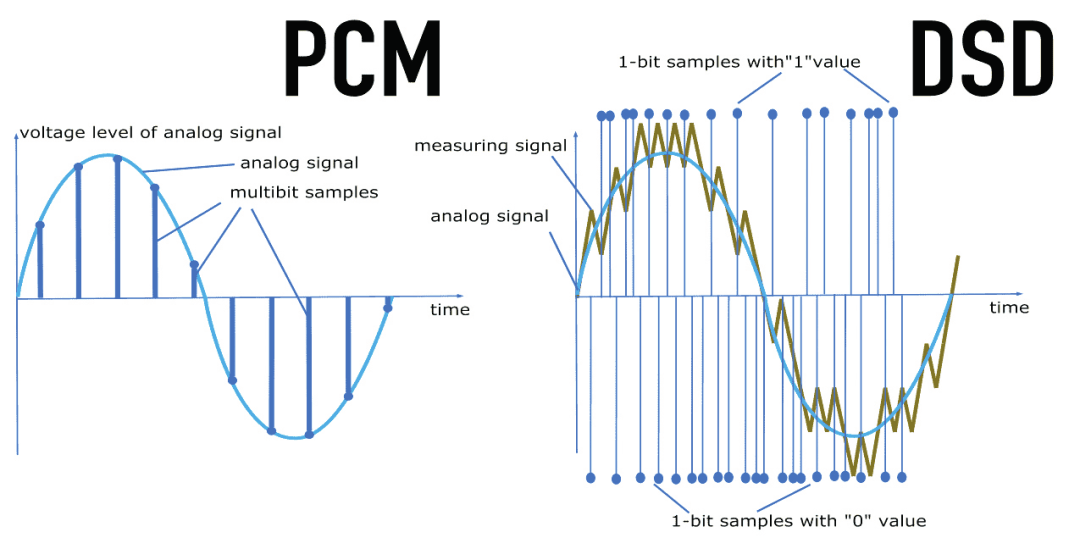 PCM
voltage level of analog signal
analog signal
multibit samples
time
DSD
1-bit samples with"1"value
measuring signal
analog signal
time
1-bit samples with "0" value